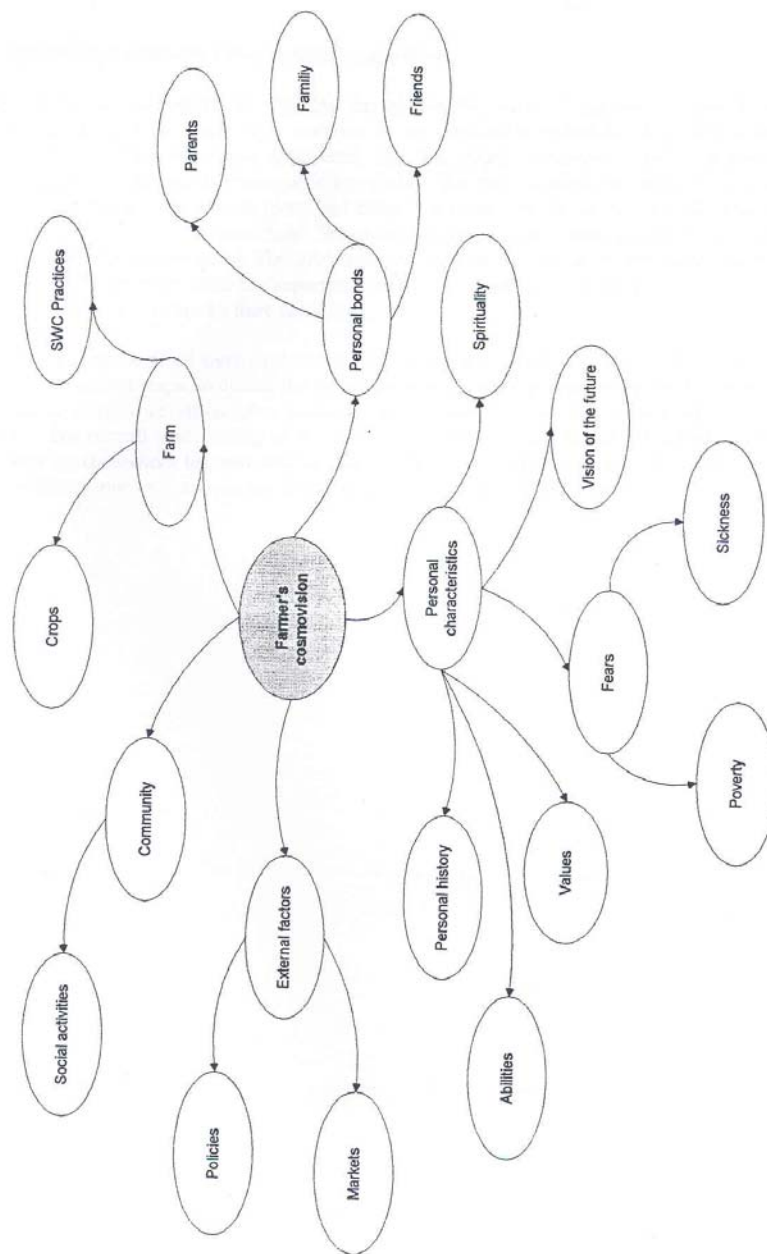 Social activities
Crops
SWC Practices
Community
Farm
Parents
Policies
External factors
Farmer's
cosmovision
Familiy
Markets
Personal bonds
Friends
Personal history
Personal
characteristics
Spirituality
Abilities
Values
Vision of the future
Fears
Sickness
Poverty